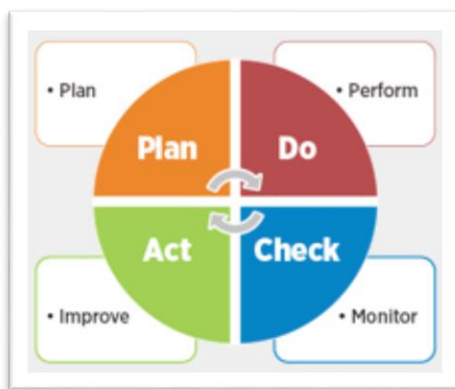 • Plan
• Perform
Plan
Do
Act
Check
• Improve
• Monitor